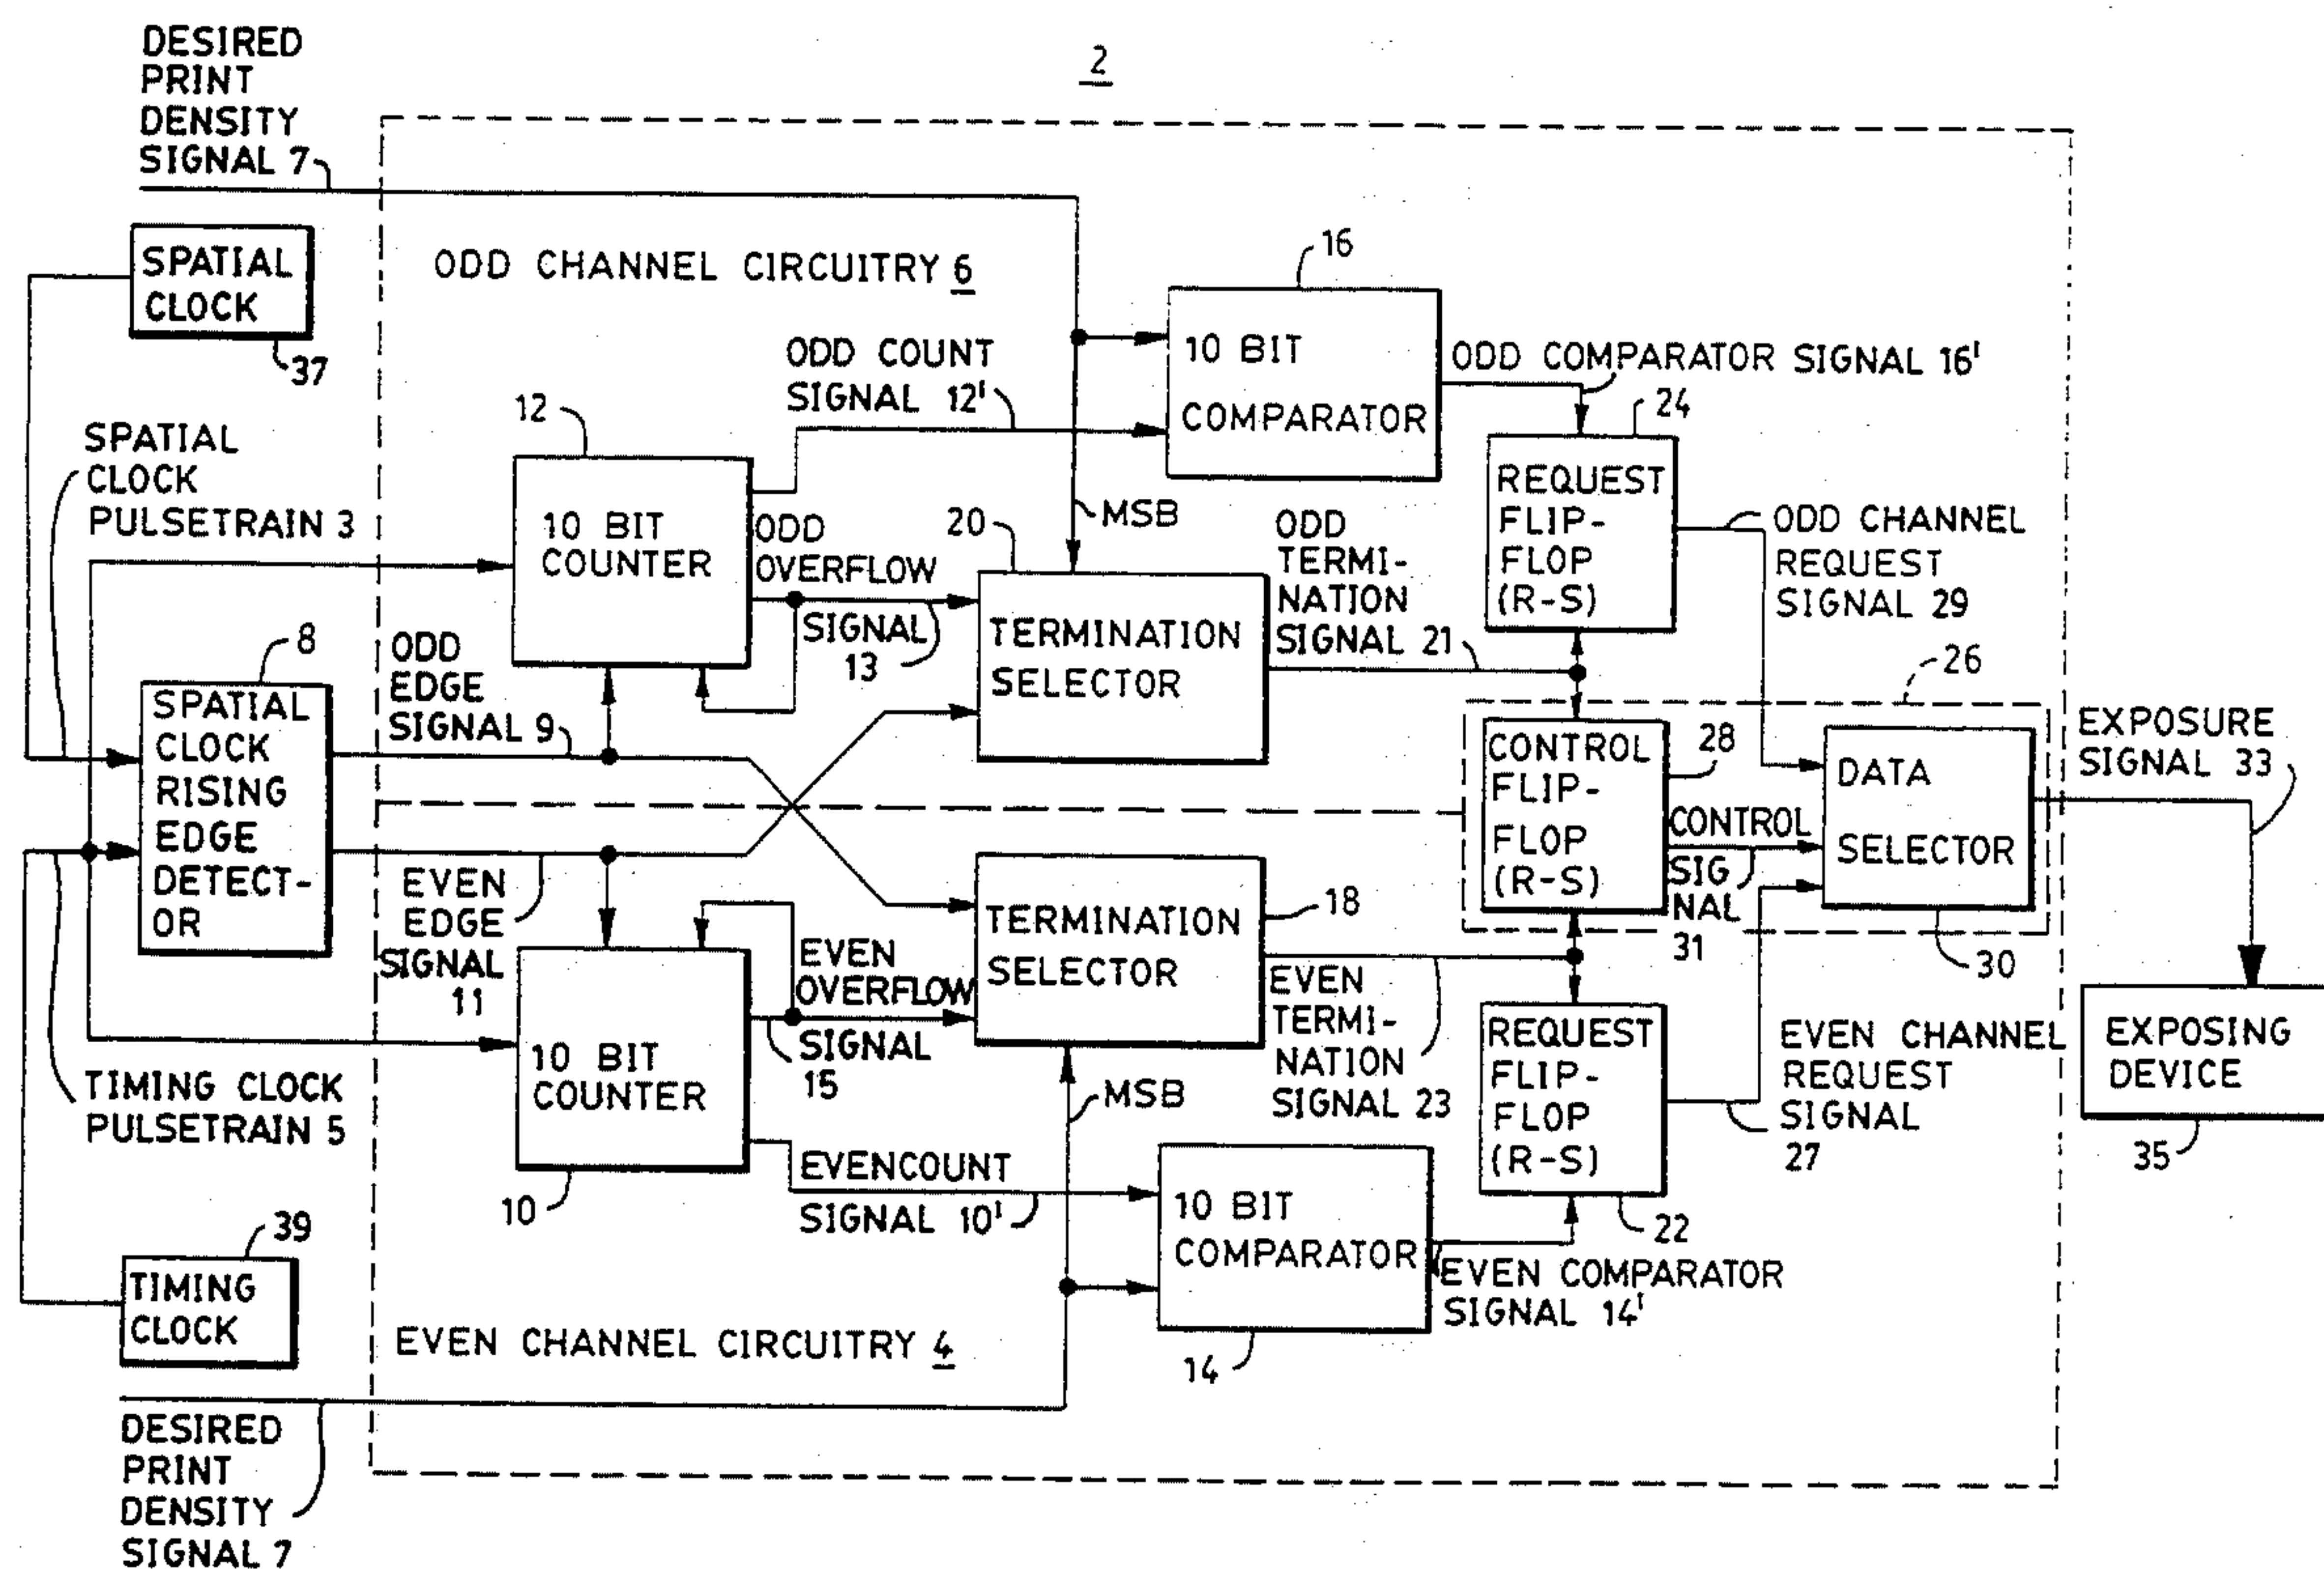 DESIRED
PRINT
DENSITY
SIGNAL 7
2
SPATIAL
CLOCK
37
ODD CHANNEL CIRCUITRY 6
16
10 BIT
COMPARATOR
ODD COUNT
SIGNAL 12'
ODD COMPARATOR SIGNAL 16'
24
REQUEST
FLIP-
FLOP
(R-S)
12
10 BIT
COUNTER
SPATIAL
CLOCK
PULSETRAIN 3
ODD
OVERFLOW
SIGNAL
13
MSB
20
TERMINATION
SELECTOR
ODD
TERMI-
NATION
SIGNAL 21
ODD CHANNEL
REQUEST
SIGNAL 29
26
8
SPATIAL
CLOCK
RISING
EDGE
DETECT-
OR
ODD
EDGE
SIGNAL 9
EVEN
EDGE
SIGNAL
11
CONTROL
FLIP-
FLOP
(R-S)
28
CONTROL
SIG
NAL
31
DATA
SELECTOR
30
EXPOSURE
SIGNAL 33
EXPOSING
DEVICE
35
TERMINATION
SELECTOR
18
EVEN
OVERFLOW
SIGNAL
15
EVEN
TERMI-
NATION
SIGNAL 23
10 BIT
COUNTER
10
MSB
REQUEST
FLIP-
FLOP
(R-S)
22
EVEN CHANNEL
REQUEST
SIGNAL
27
TIMING CLOCK
PULSETRAIN 5
EVENCOUNT
SIGNAL 10'
10 BIT
COMPARATOR
14
EVEN COMPARATOR
SIGNAL 14'
39
TIMING
CLOCK
EVEN CHANNEL CIRCUITRY 4
DESIRED
PRINT
DENSITY
SIGNAL 7